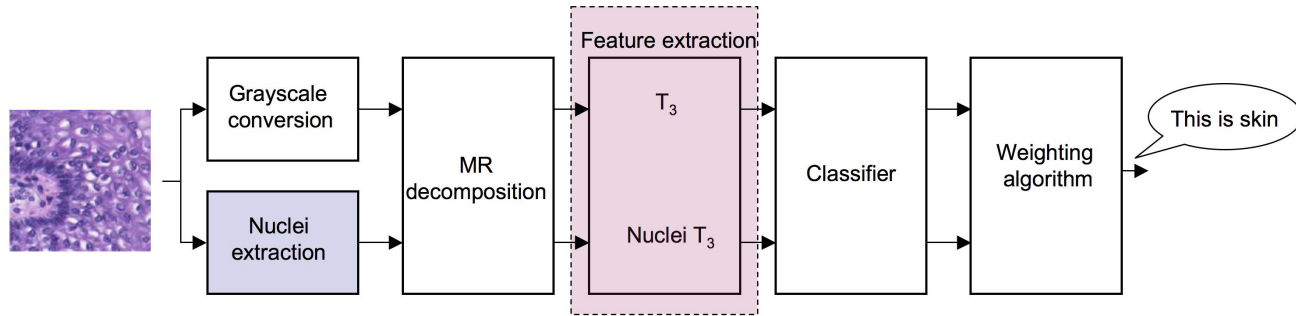 Feature extraction
Grayscale
conversion
Nuclei
extraction
MR
decomposition
T₃
Nuclei T₃
Classifier
Weighting
algorithm
This is skin